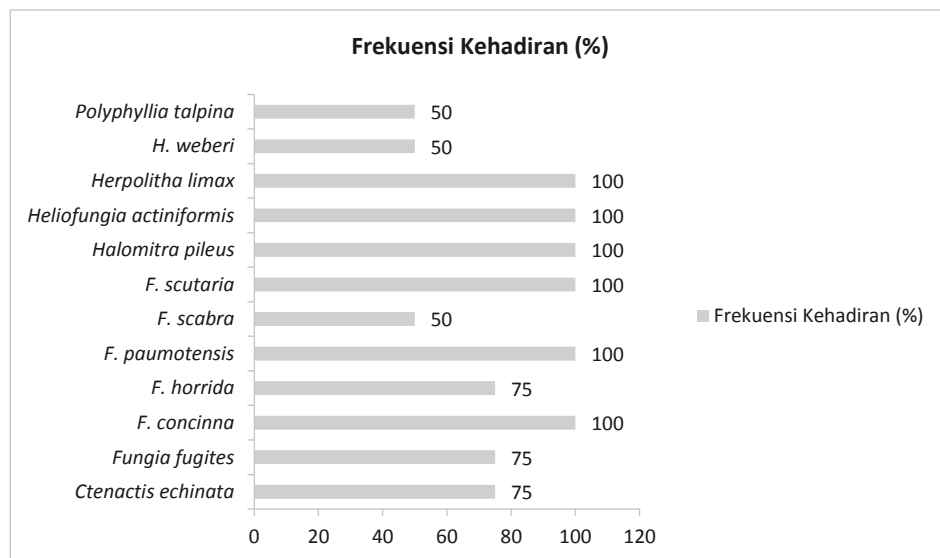 Frekuensi Kehadiran (%)
Polyphyllia talpina 50
H. weberi 50
Herpolitha limax 100
Heliofungia actiniformis 100
Halomitra pileus 100
F. scutaria 100
F. scabra 50
F. paumotensis 100
F. horrida 75
F. concinna 100
Fungia fugites 75
Ctenactis echinata 75
0 20 40 60 80 100 120
Frekuensi Kehadiran (%)